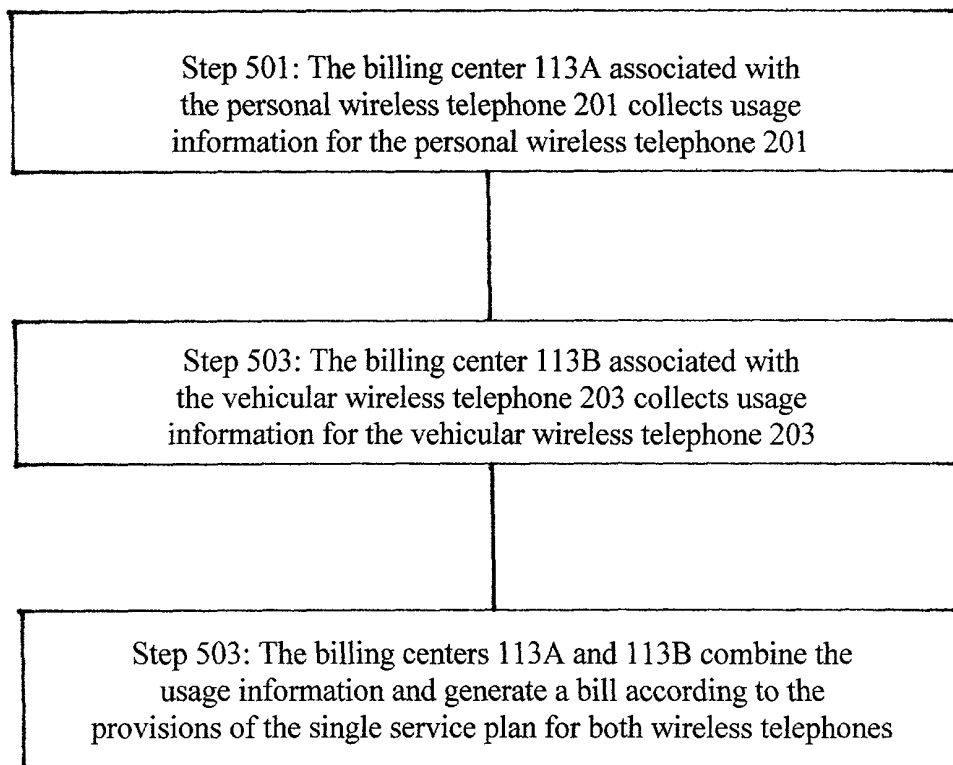 Step 501: The billing center 113A associated with
the personal wireless telephone 201 collects usage
information for the personal wireless telephone 201
Step 503: The billing center 113B associated with
the vehicular wireless telephone 203 collects usage
information for the vehicular wireless telephone 203
Step 503: The billing centers 113A and 113B combine the
usage information and generate a bill according to the
provisions of the single service plan for both wireless telephones